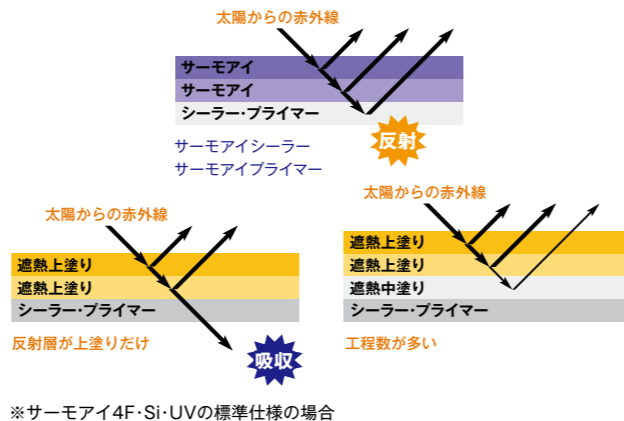 太陽からの赤外線
サーモアイ
サーモアイ
シーラー・プライマー
反射
サーモアイシーラー
サーモアイプライマー
太陽からの赤外線
遮熱上塗り
遮熱上塗り
シーラー・プライマー
反射層が上塗りだけ
吸収
太陽からの赤外線
遮熱上塗り
遮熱上塗り
遮熱中塗り
シーラー・プライマー
工程数が多い
※サーモアイ4F・Si・UVの標準仕様の場合